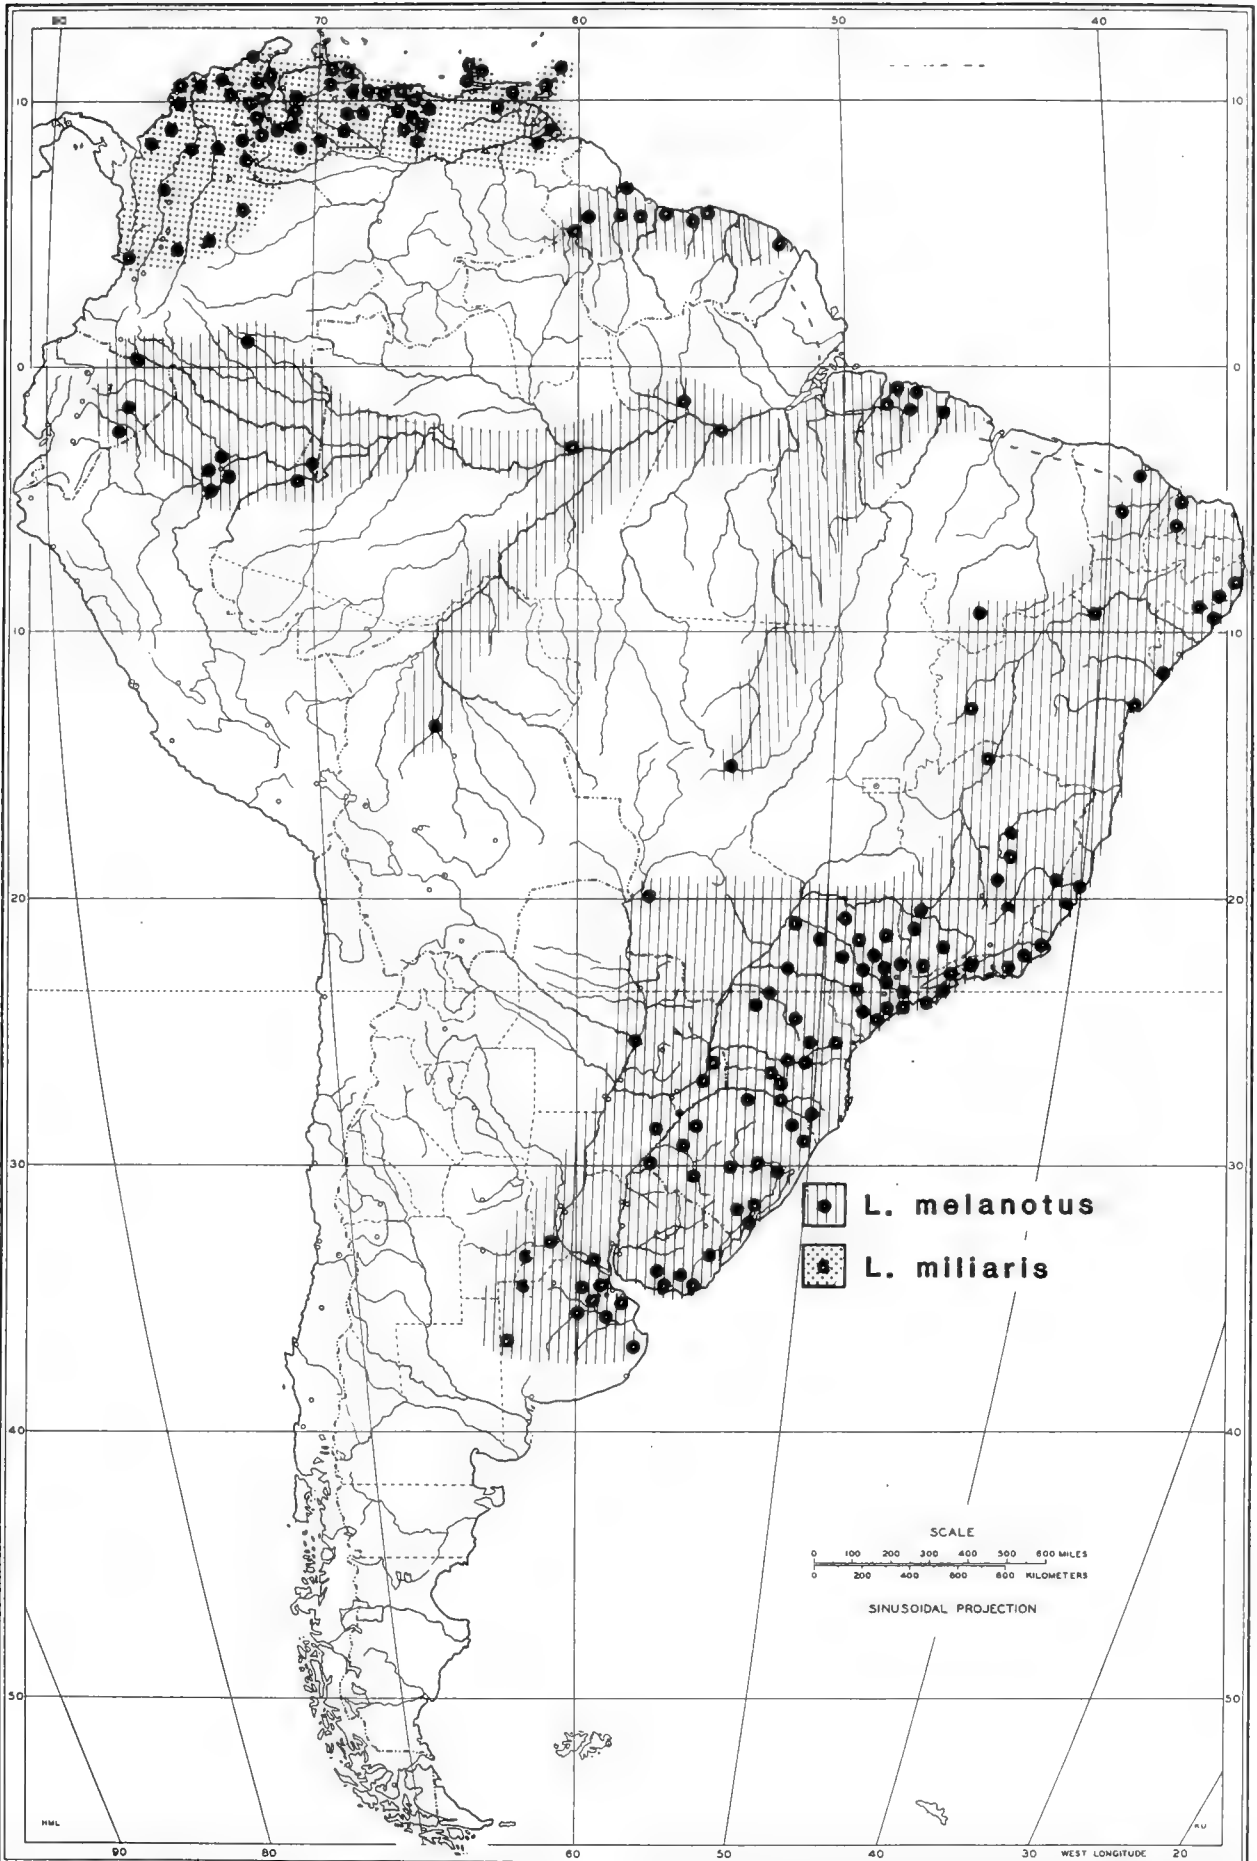 80 70 60 50 40
10 10
0 0
10 10
20 20
30 30
L. melanotus
L. miliaris
40 40
SCALE
0 100 200 300 400 500 600 MILES
0 200 400 600 800 KILOMETERS
SINUSOIDAL PROJECTION
50 50
HML KU
90 80 70 60 50 40 30 WEST LONGITUDE 20